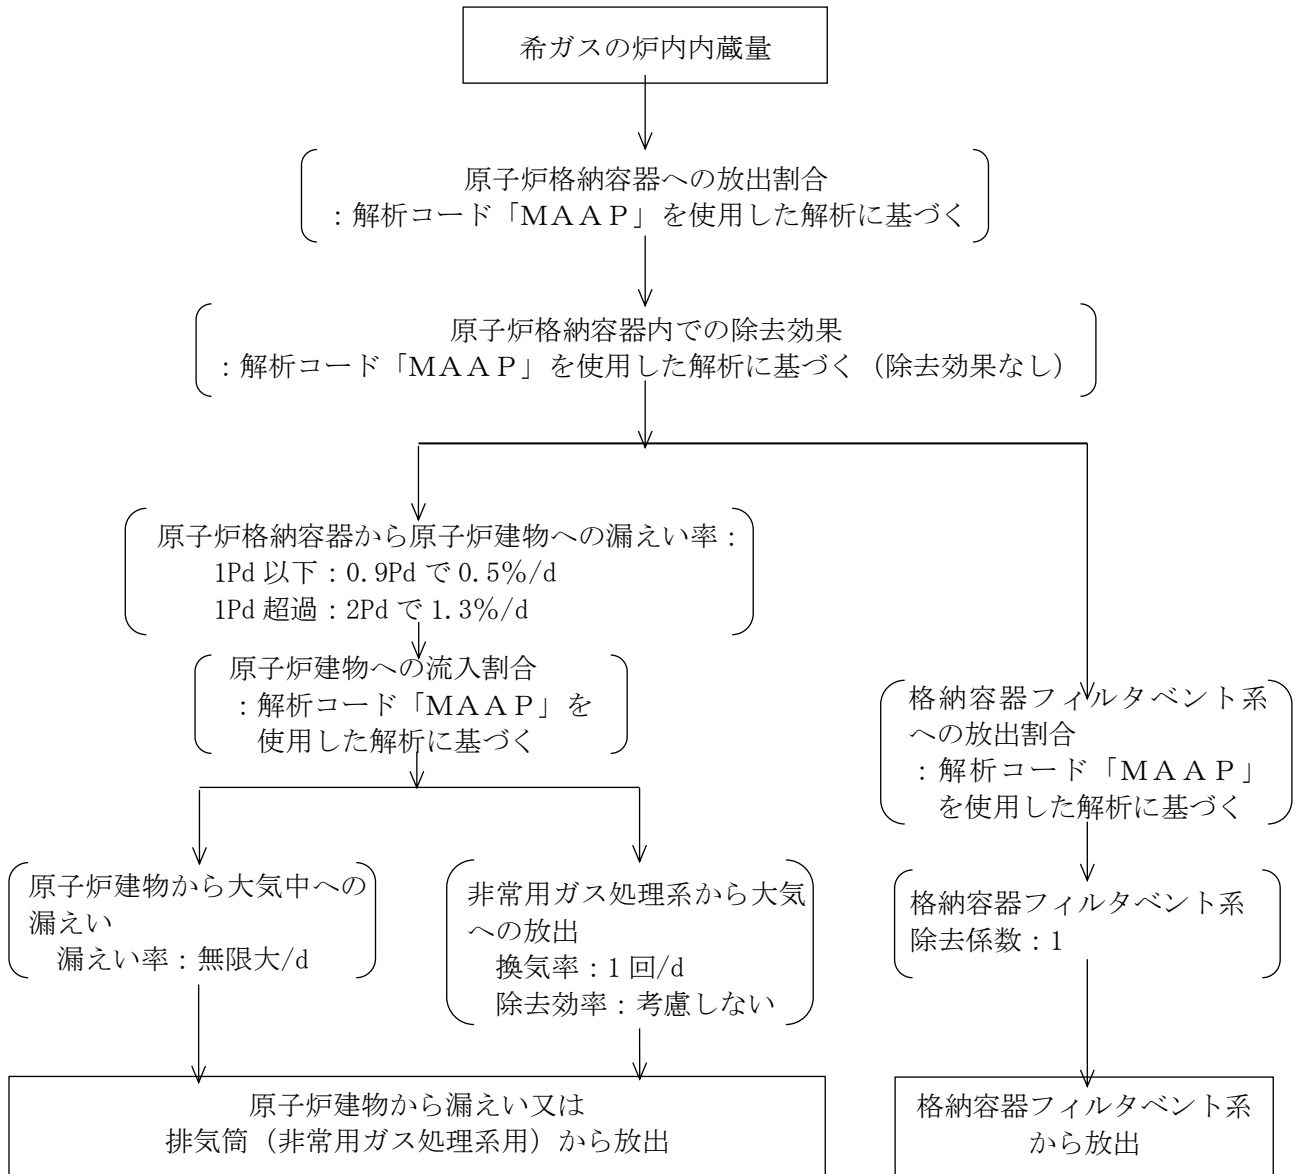 希ガスの炉内内蔵量
原子炉格納容器への放出割合
：解析コード「ＭＡＡＰ」を使用した解析に基づく
原子炉格納容器内での除去効果
：解析コード「ＭＡＡＰ」を使用した解析に基づく（除去効果なし）
原子炉格納容器から原子炉建物への漏えい率：
1Pd 以下：0.9Pd で 0.5%/d
1Pd 超過：2Pd で 1.3%/d
原子炉建物への流入割合
：解析コード「ＭＡＡＰ」を
使用した解析に基づく
原子炉建物から大気中への
漏えい
漏えい率：無限大/d
非常用ガス処理系から大気
への放出
換気率：1 回/d
除去効率：考慮しない
原子炉建物から漏えい又は
排気筒（非常用ガス処理系用）から放出
格納容器フィルタベント系
への放出割合
：解析コード「ＭＡＡＰ」
を使用した解析に基づく
格納容器フィルタベント系
除去係数：1
格納容器フィルタベント系
から放出